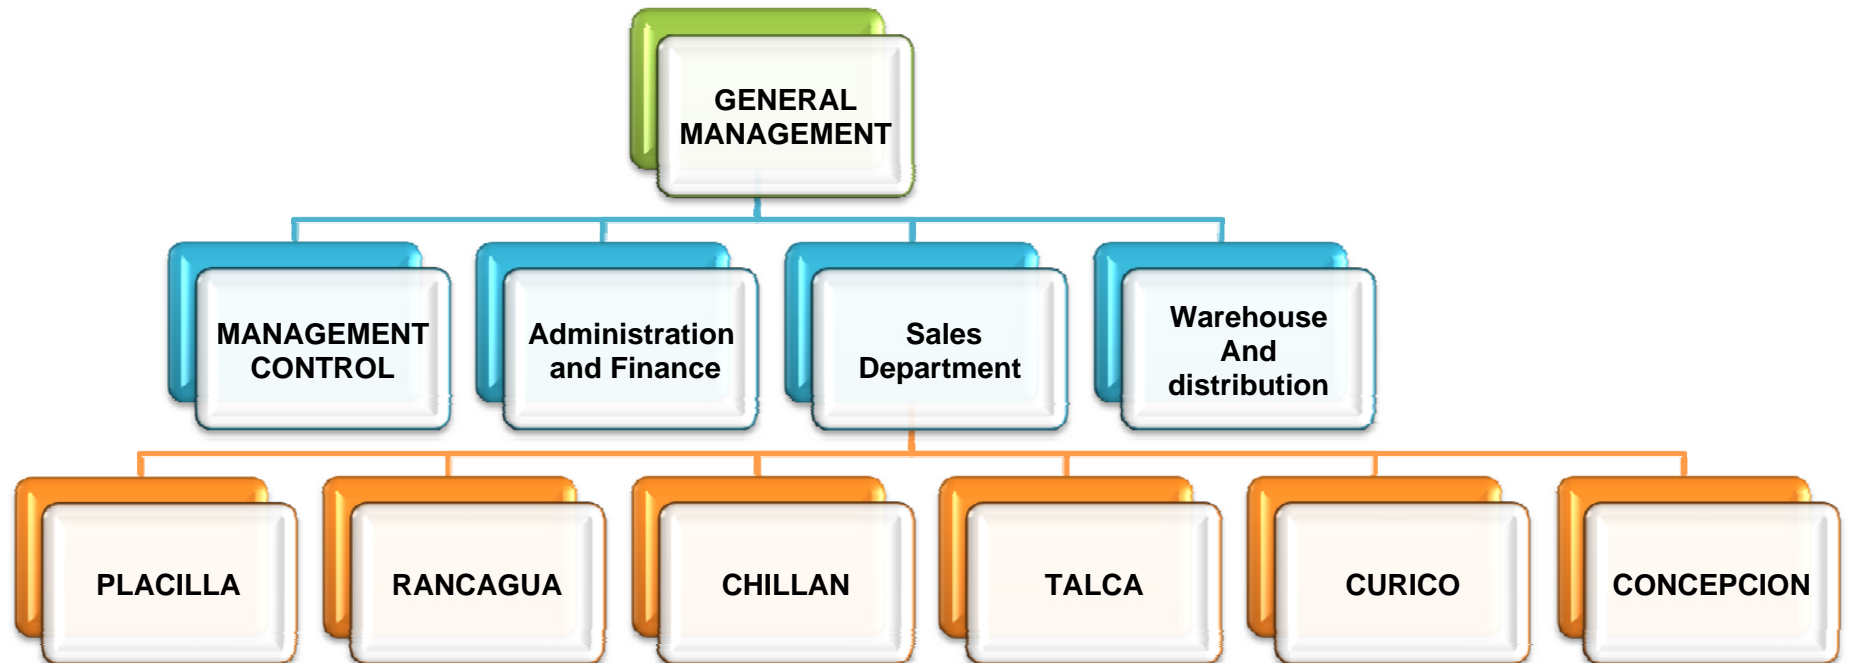 GENERAL
MANAGEMENT
MANAGEMENT
CONTROL
Administration
and Finance
Sales
Department
Warehouse
And
distribution
PLACILLA
RANCAGUA
CHILLAN
TALCA
CURICO
CONCEPCION